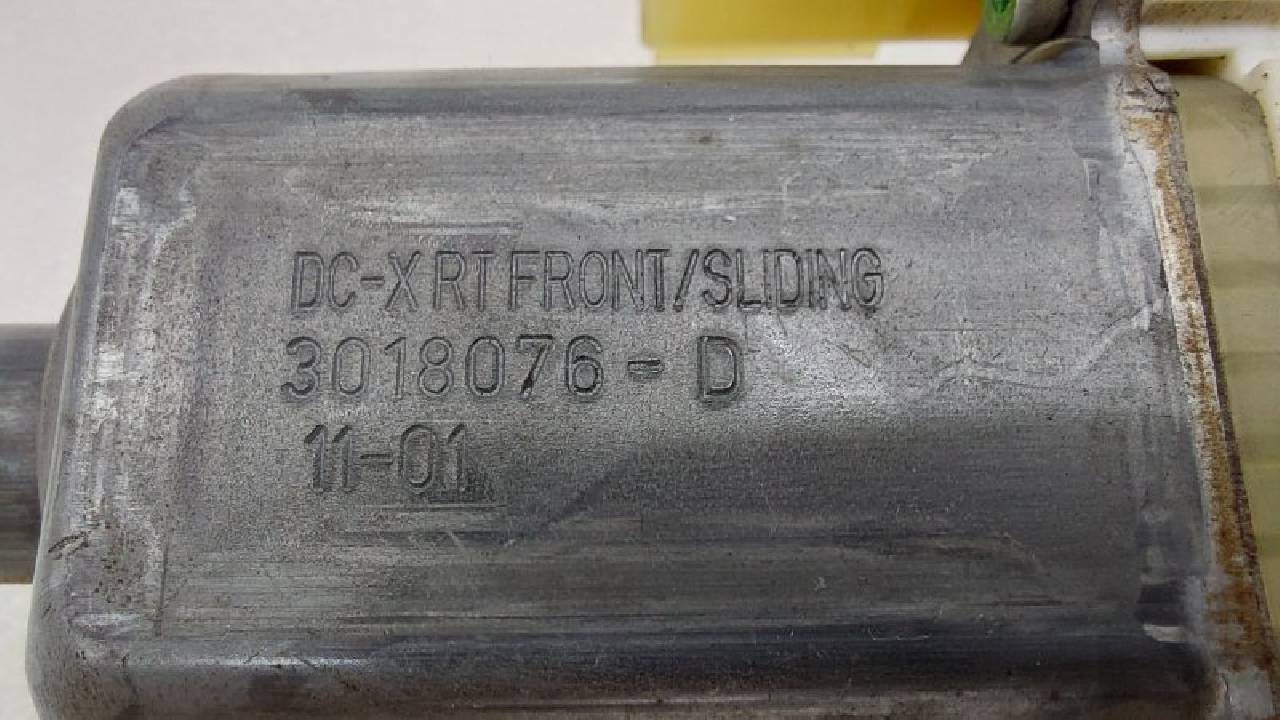 DC-X RT FRONT/SLIDING
3018076-D
11-01